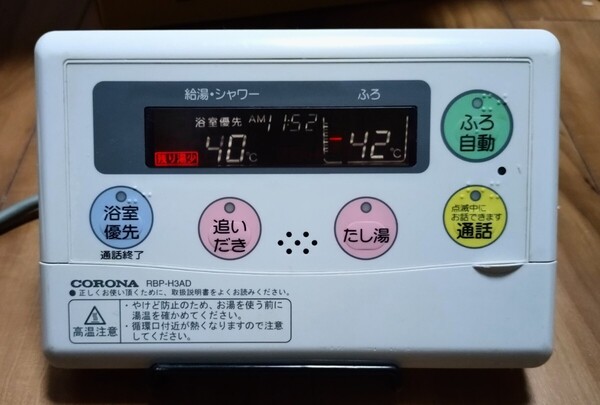 給湯・シャワー
ふろ
浴室優先 AM 11:52
残り湯少 40℃
42℃
ふろ
自動
浴室
優先
通話終了
追い
だき
たし湯
点滅中に
お話できます
通話
CORONA RBP-H3AD
●正しくお使い頂くために、取扱説明書をよくお読みください。
高温注意
・やけど防止のため、お湯を使う前に
湯温を確かめてください。
・循環口付近が熱くなりますので注意
してください。